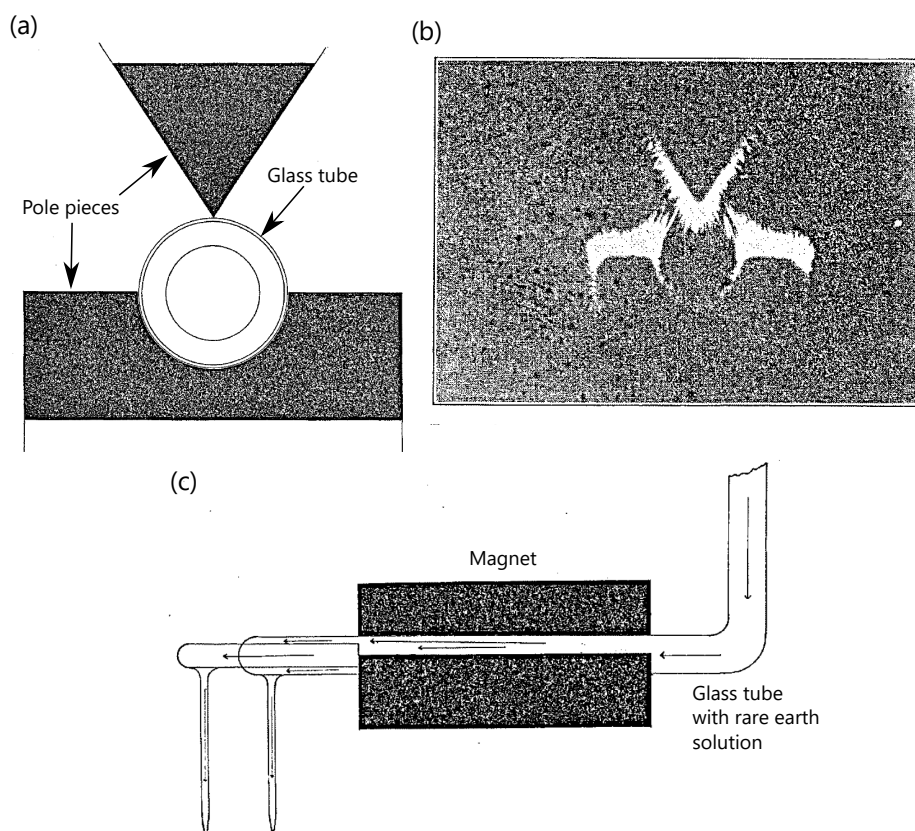 (a)
Glass tube
Pole pieces
(b)
(c)
Magnet
Glass tube
with rare earth
solution